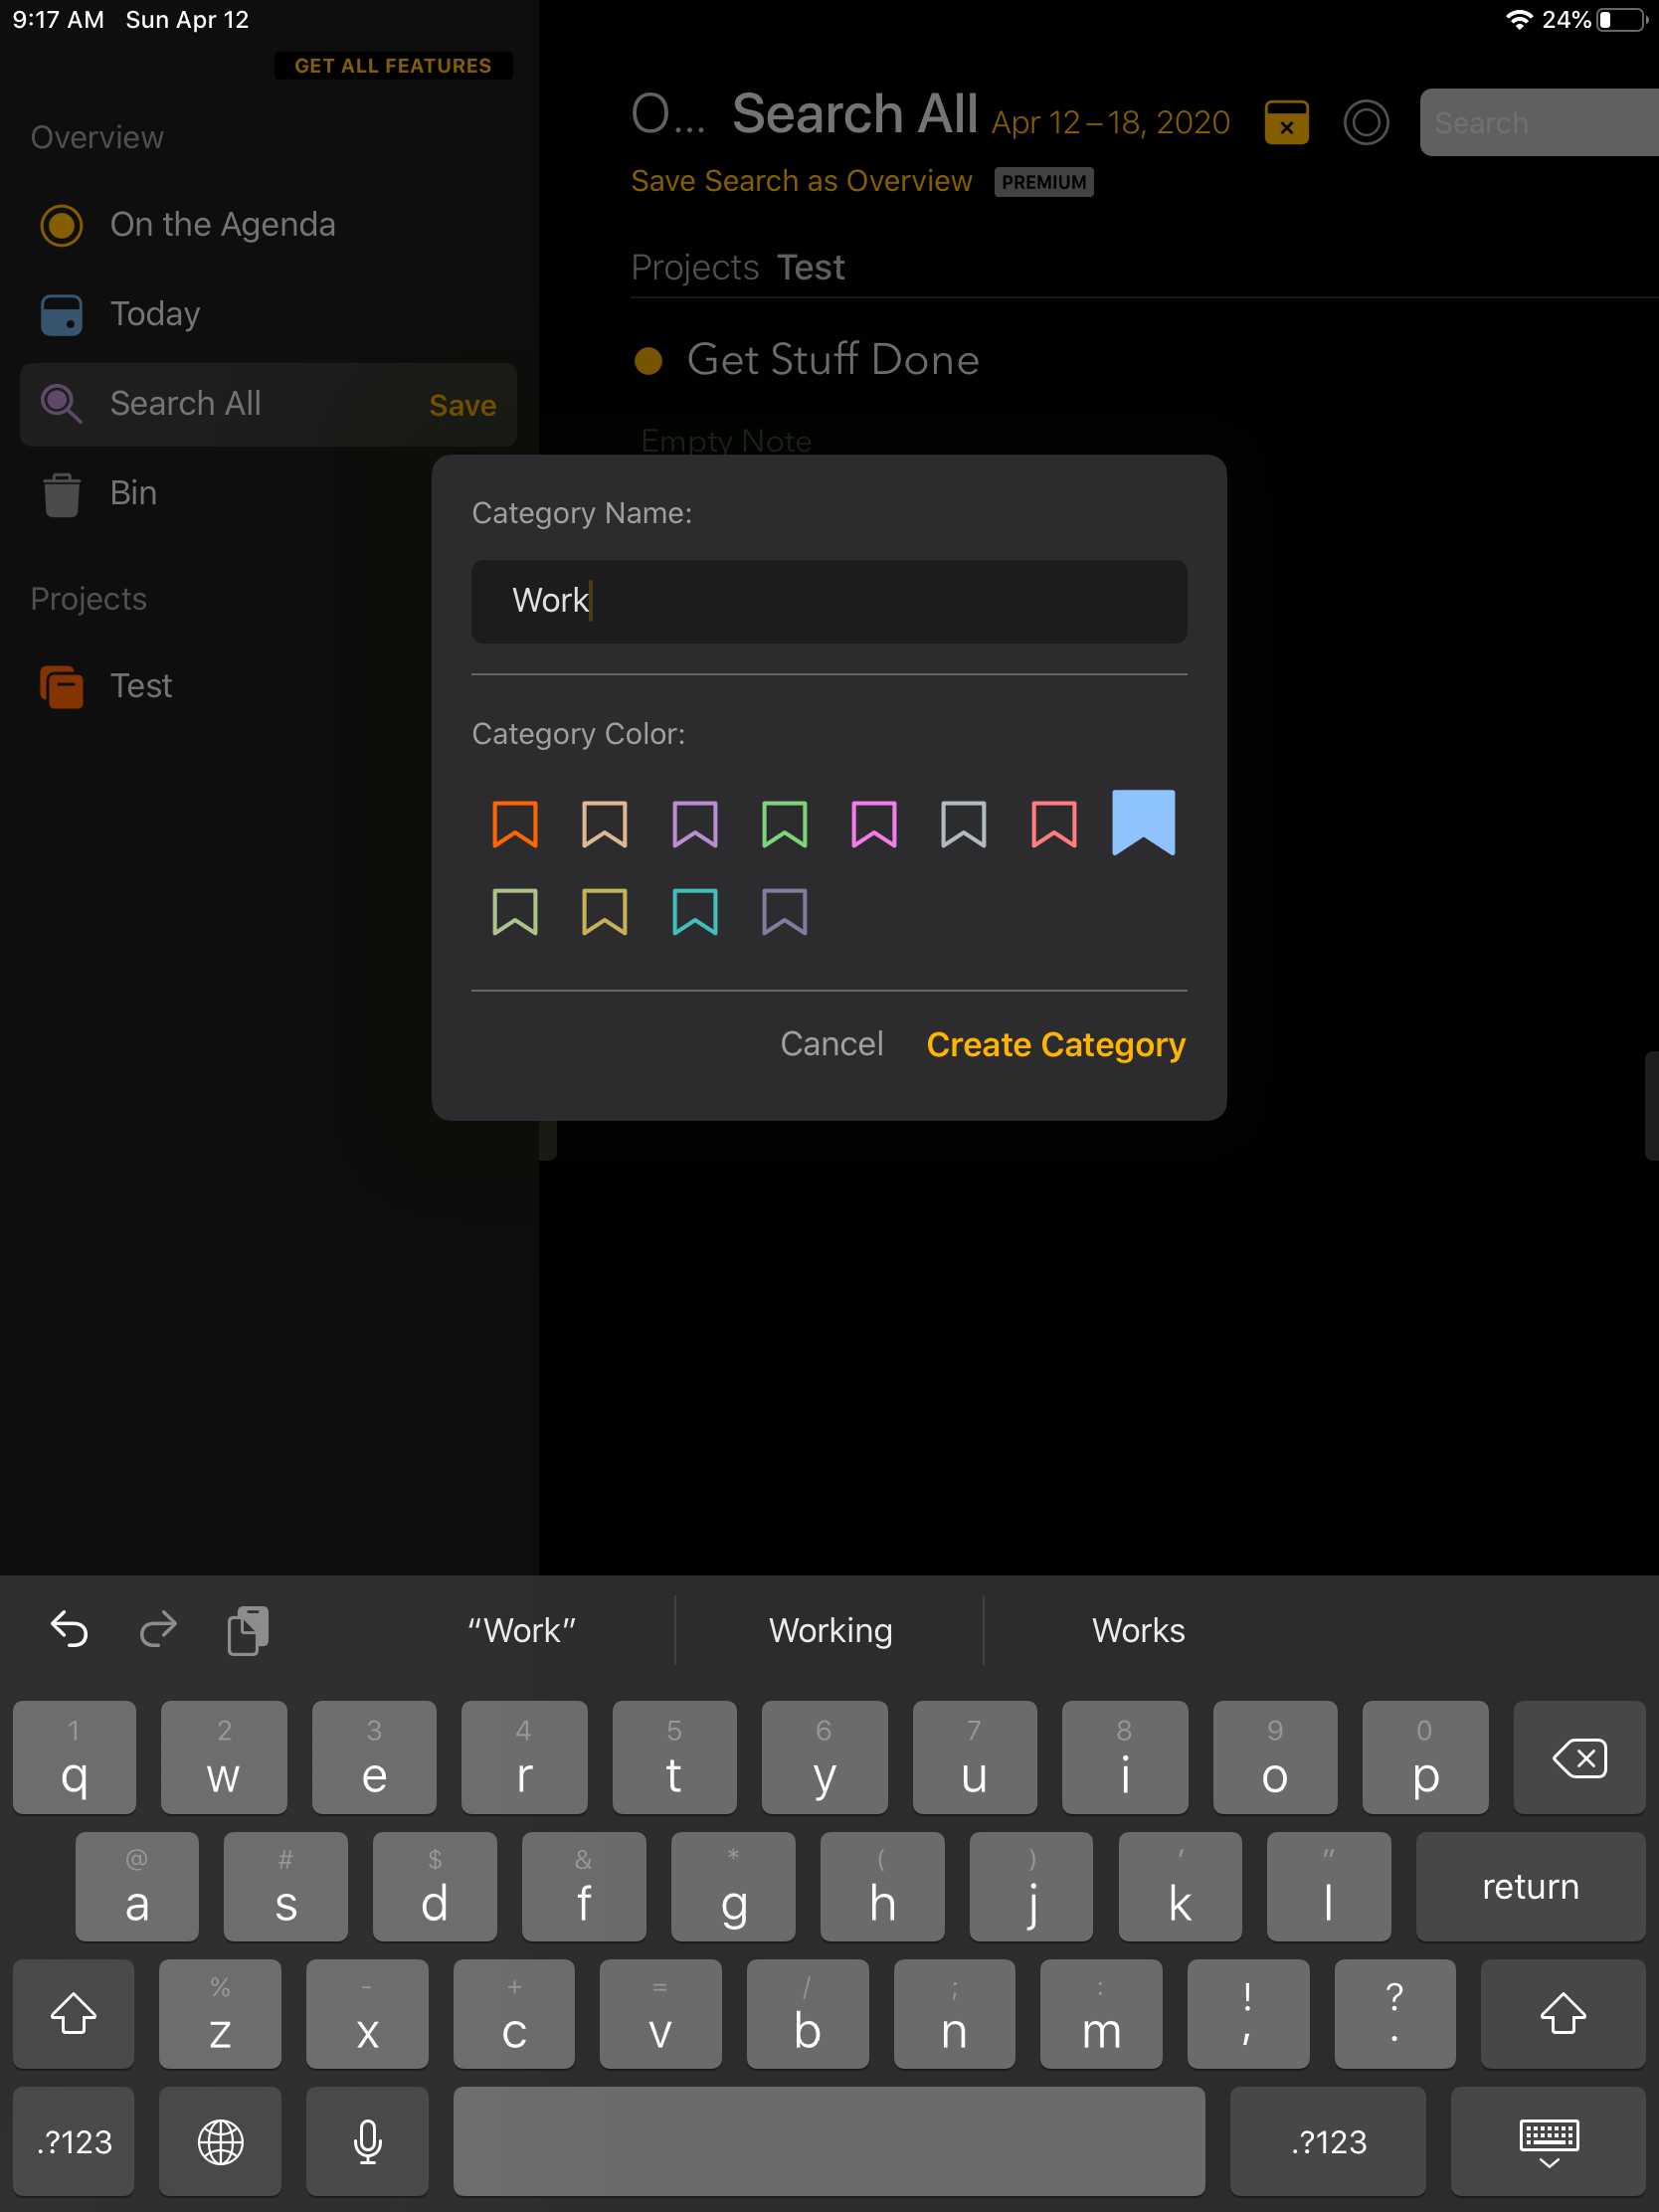 9:17 AM Sun Apr 12 24%
GET ALL FEATURES
Overview
On the Agenda
Today
Search All Save
Bin
Projects
Test
O... Search All Apr 12 – 18, 2020 Search
Save Search as Overview PREMIUM
Projects Test
Get Stuff Done
Empty Note
Category Name:
Work
Category Color:
Cancel Create Category
“Work” Working Works
1 2 3 4 5 6 7 8 9 0
q w e r t y u i o p
@ # $ & * ( ) ' "
a s d f g h j k l return
% - + = / ; : ! ?
z x c v b n m , .
.?123 .?123